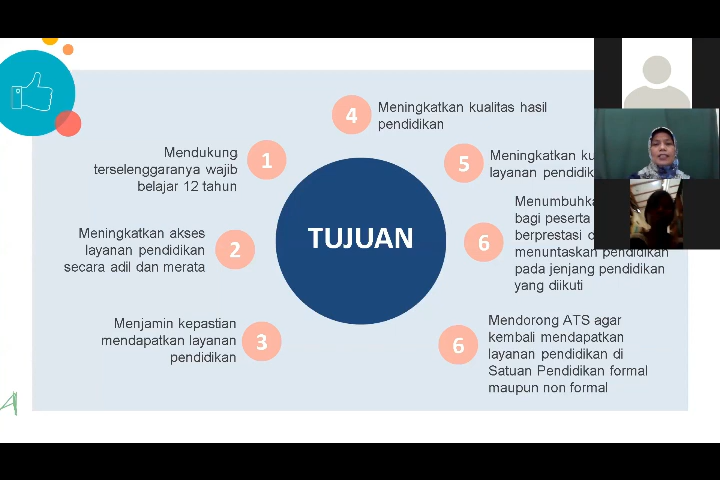 TUJUAN
1
Mendukung
terselenggaranya wajib
belajar 12 tahun
2
Meningkatkan akses
layanan pendidikan
secara adil dan merata
3
Menjamin kepastian
mendapatkan layanan
pendidikan
4
Meningkatkan kualitas hasil
pendidikan
5
Meningkatkan
layanan
6
bagi peserta
berprestasi
menuntaskan pendidikan
pada jenjang pendidikan
yang diikuti
6
Mendorong ATS agar
kembali mendapatkan
layanan pendidikan di
Satuan Pendidikan formal
maupun non formal